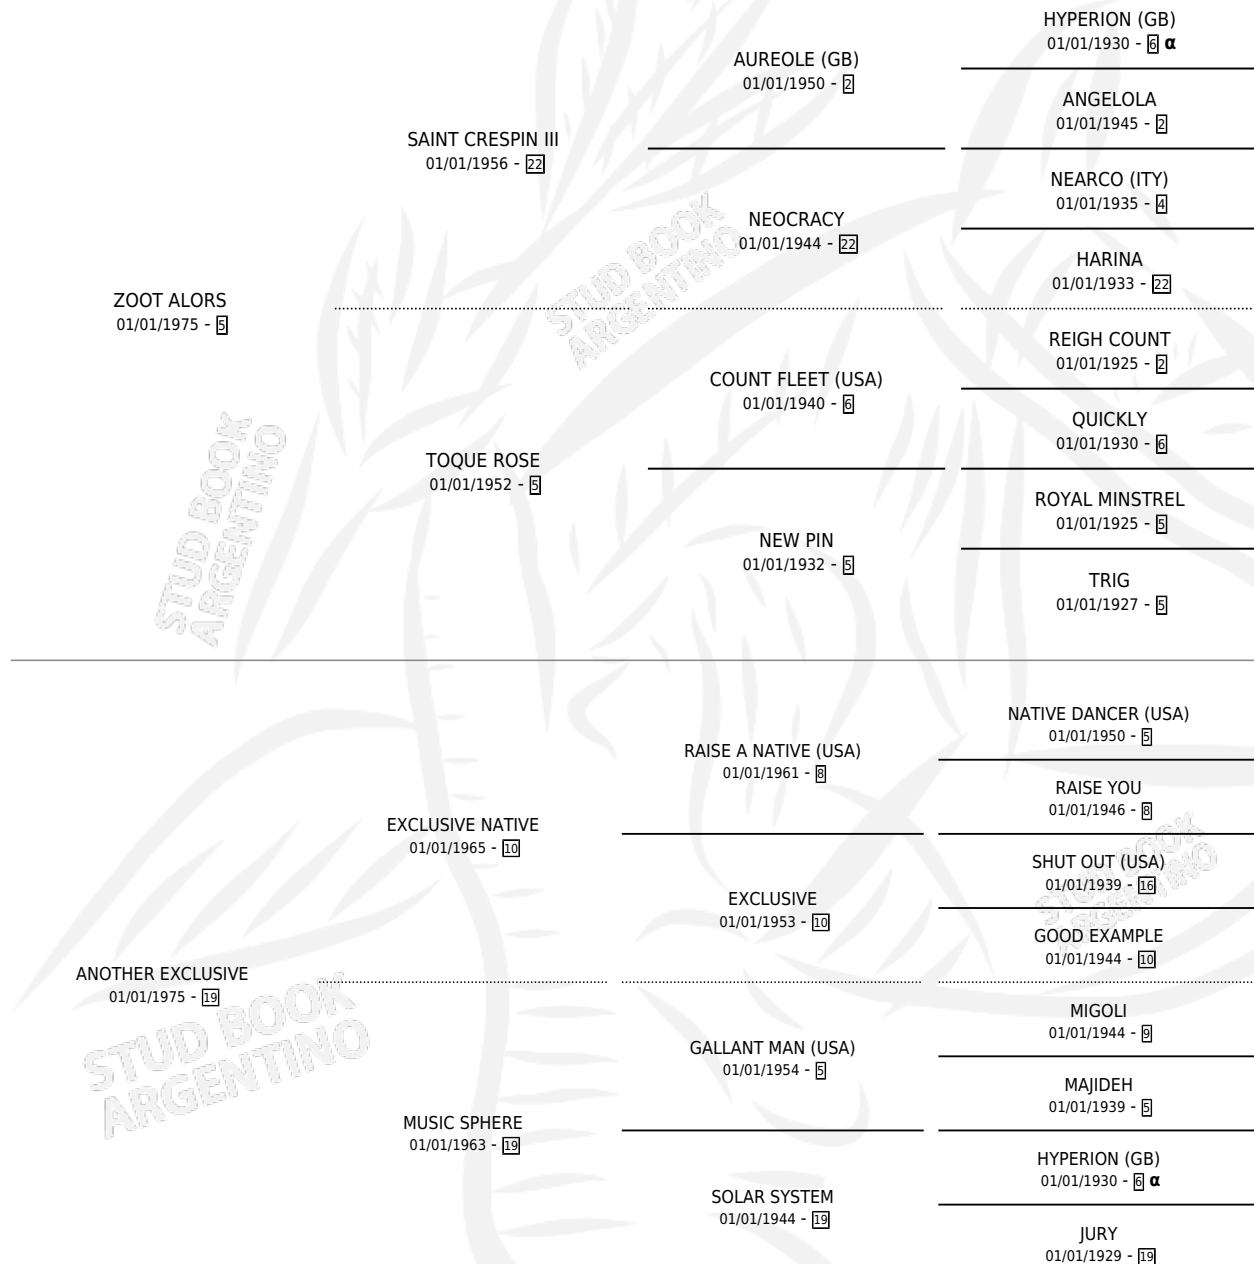 HYPERION (GB)
01/01/1930 - 6 α
AUREOLE (GB)
01/01/1950 - 2
ANGELOLA
01/01/1945 - 2
SAINT CRESPIN III
01/01/1956 - 22
NEARCO (ITY)
01/01/1935 - 4
NEOCRACY
01/01/1944 - 22
HARINA
01/01/1933 - 22
STUD BOOK
ARGENTINO
ZOOT ALORS
01/01/1975 - 5
REIGH COUNT
01/01/1925 - 2
COUNT FLEET (USA)
01/01/1940 - 6
QUICKLY
01/01/1930 - 6
TOQUE ROSE
01/01/1952 - 5
ROYAL MINSTREL
01/01/1925 - 5
NEW PIN
01/01/1932 - 5
TRIG
01/01/1927 - 5
STUD BOOK
ARGENTINO
NATIVE DANCER (USA)
01/01/1950 - 5
RAISE A NATIVE (USA)
01/01/1961 - 8
RAISE YOU
01/01/1946 - 8
EXCLUSIVE NATIVE
01/01/1965 - 10
SHUT OUT (USA)
01/01/1939 - 16
EXCLUSIVE
01/01/1953 - 10
GOOD EXAMPLE
01/01/1944 - 10
STUD BOOK
ARGENTINO
ANOTHER EXCLUSIVE
01/01/1975 - 19
MIGOLI
01/01/1944 - 9
GALLANT MAN (USA)
01/01/1954 - 5
MAJIDEH
01/01/1939 - 5
STUD BOOK
ARGENTINO
MUSIC SPHERE
01/01/1963 - 19
HYPERION (GB)
01/01/1930 - 6 α
SOLAR SYSTEM
01/01/1944 - 19
JURY
01/01/1929 - 19